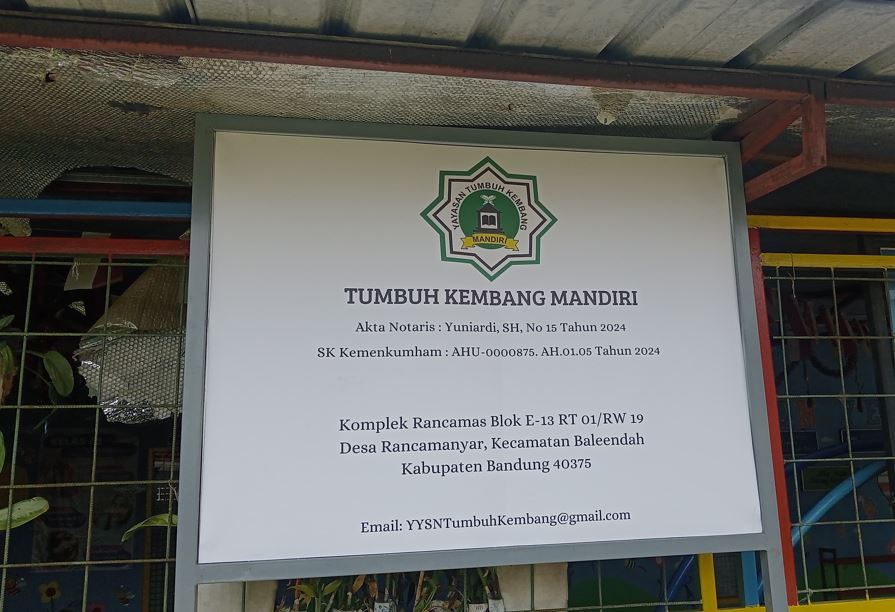 YAYASAN TUMBUH KEMBANG
MANDIRI
TUMBUH KEMBANG MANDIRI
Akta Notaris : Yuniardi, SH, No 15 Tahun 2024
SK Kemenkumham : AHU-0000875. AH.01.05 Tahun 2024
Komplek Rancamas Blok E-13 RT 01/RW 19
Desa Rancamanyar, Kecamatan Baleendah
Kabupaten Bandung 40375
Email: YYSNTumbuhKembang@gmail.com